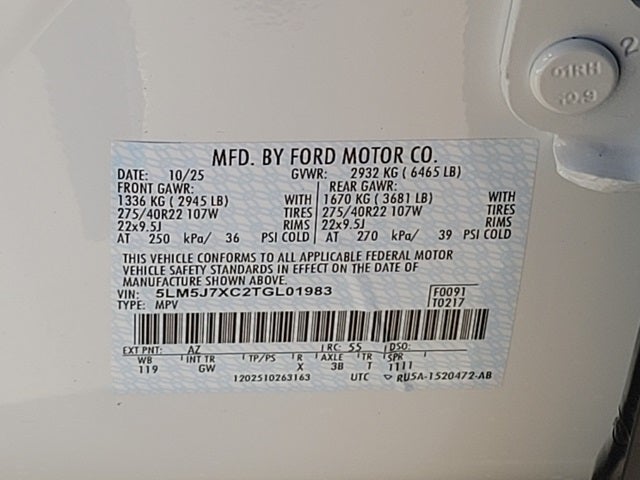 2
01RH
10.9
MFD. BY FORD MOTOR CO.
DATE: 10/25 GVWR: 2932 KG ( 6465 LB)
FRONT GAWR: REAR GAWR:
1336 KG ( 2945 LB) WITH 1670 KG ( 3681 LB) WITH
275/40R22 107W TIRES 275/40R22 107W TIRES
22x9.5J RIMS 22x9.5J RIMS
AT 250 kPa/ 36 PSI COLD AT 270 kPa/ 39 PSI COLD
THIS VEHICLE CONFORMS TO ALL APPLICABLE FEDERAL MOTOR
VEHICLE SAFETY STANDARDS IN EFFECT ON THE DATE OF
MANUFACTURE SHOWN ABOVE.
VIN: 5LM5J7XC2TGL01983 F0091
TYPE: MPV T0217
EXT PNT: AZ RC: 55 DSO:
WB INT TR TP/PS R AXLE TR SPR
119 GW X 3B T 1111
1202510263163 UTC RU5A-1520472-AB